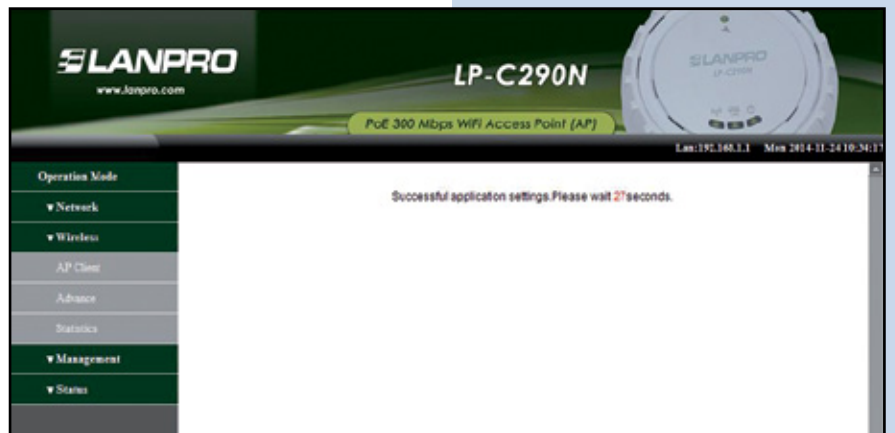 LANPRO
www.lanpro.com
LP-C290N
PoE 300 Mbps WiFi Access Point (AP)
LANPRO
LP-C290N
Lan:192.168.1.1 Mon 2014-11-24 10:34:17
Operation Mode
▼Network
Successful application settings.Please wait 27seconds.
▼Wireless
AP Client
Advance
Statistics
▼Management
▼Status